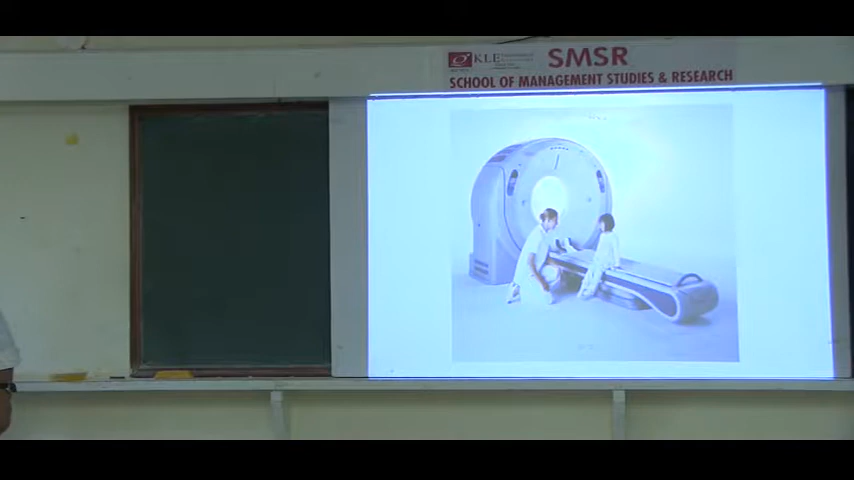 KLE
SMSR
SCHOOL OF MANAGEMENT STUDIES & RESEARCH